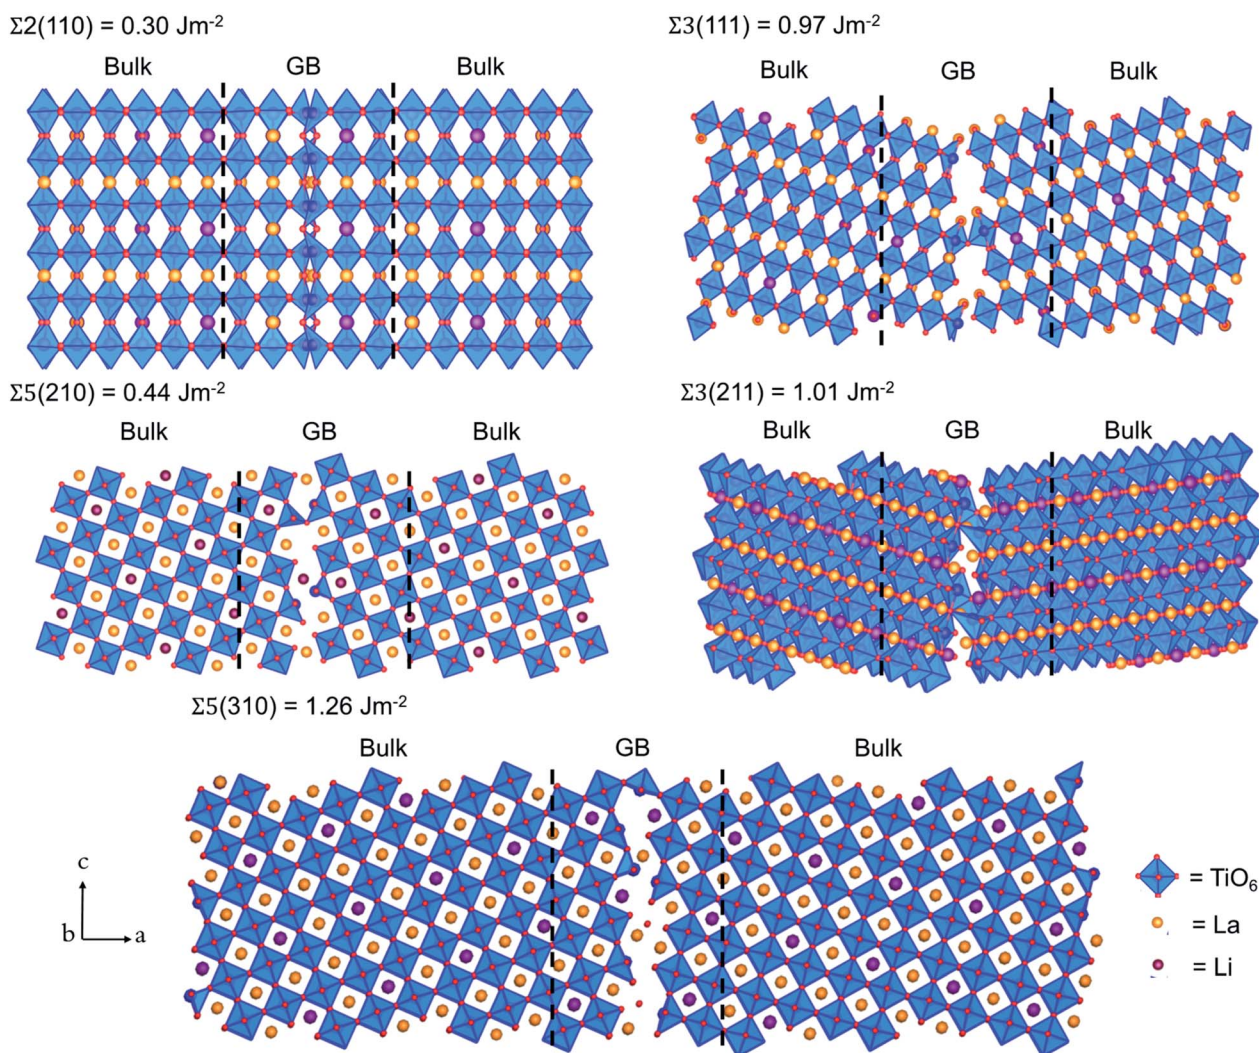 Σ2(110) = 0.30 Jm⁻²
Bulk GB Bulk
Σ3(111) = 0.97 Jm⁻²
Bulk GB Bulk
Σ5(210) = 0.44 Jm⁻²
Bulk GB Bulk
Σ3(211) = 1.01 Jm⁻²
Bulk GB Bulk
Σ5(310) = 1.26 Jm⁻²
Bulk GB Bulk
c
b a
= TiO₆
= La
= Li